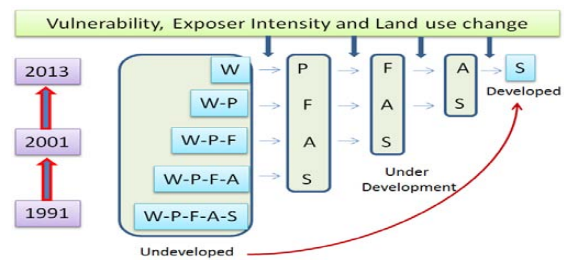 Vulnerability, Exposer Intensity and Land use change
2013
W
P
F
A
S
Developed
W-P
F
A
S
2001
W-P-F
A
S
Under
Development
W-P-F-A
S
1991
W-P-F-A-S
Undeveloped